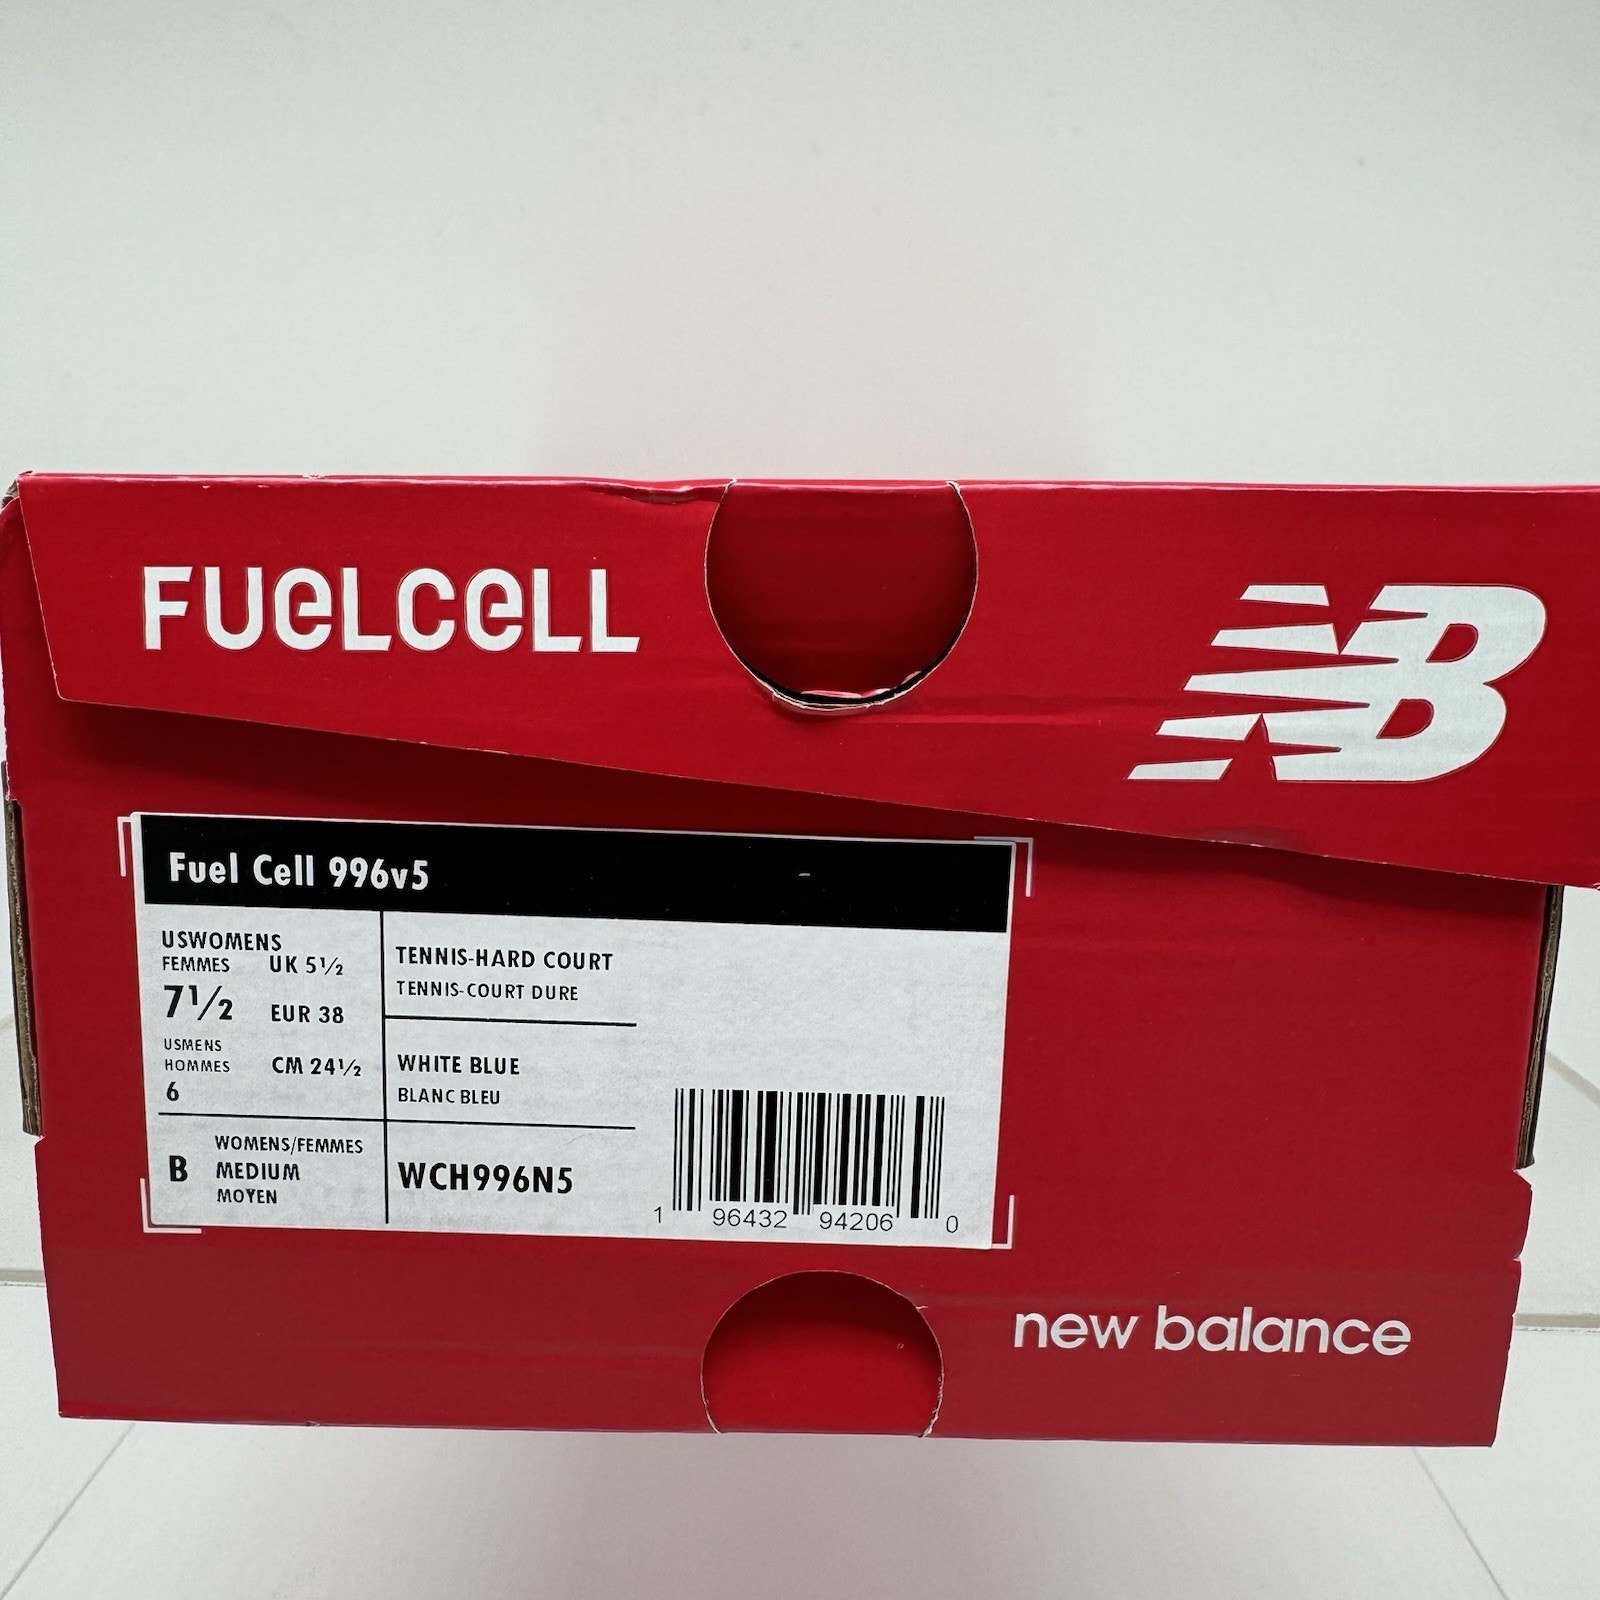 FUELCELL
NB
Fuel Cell 996v5
USWOMENS
FEMMES UK 5½
7½ EUR 38
USMENS
HOMMES CM 24½
6
B WOMENS/FEMMES
MEDIUM
MOYEN
TENNIS-HARD COURT
TENNIS-COURT DURE
WHITE BLUE
BLANC BLEU
WCH996N5
1 96432 94206 0
new balance